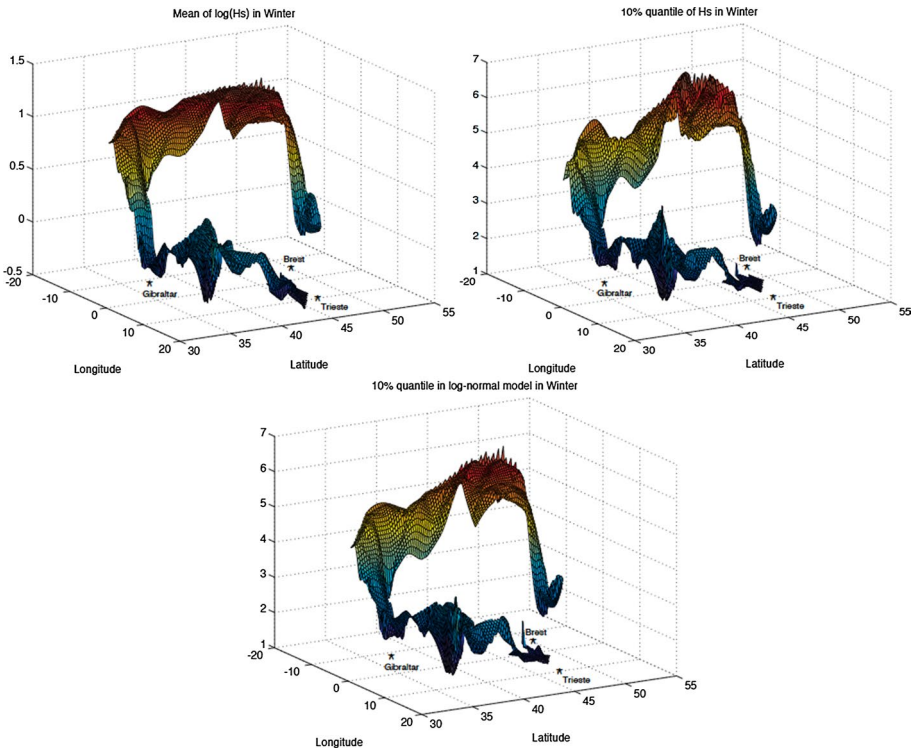 Mean of log(Hs) in Winter
1.5
1
0.5
0
-0.5
-20
-10
0
10
20
30
35
40
45
50
55
Longitude
Latitude
Gibraltar
Brest
Trieste
10% quantile of Hs in Winter
7
6
5
4
3
2
1
-20
-10
0
10
20
30
35
40
45
50
55
Longitude
Latitude
Gibraltar
Brest
Trieste
10% quantile in log-normal model in Winter
7
6
5
4
3
2
1
-20
-10
0
10
20
30
35
40
45
50
55
Longitude
Latitude
Gibraltar
Brest
Trieste